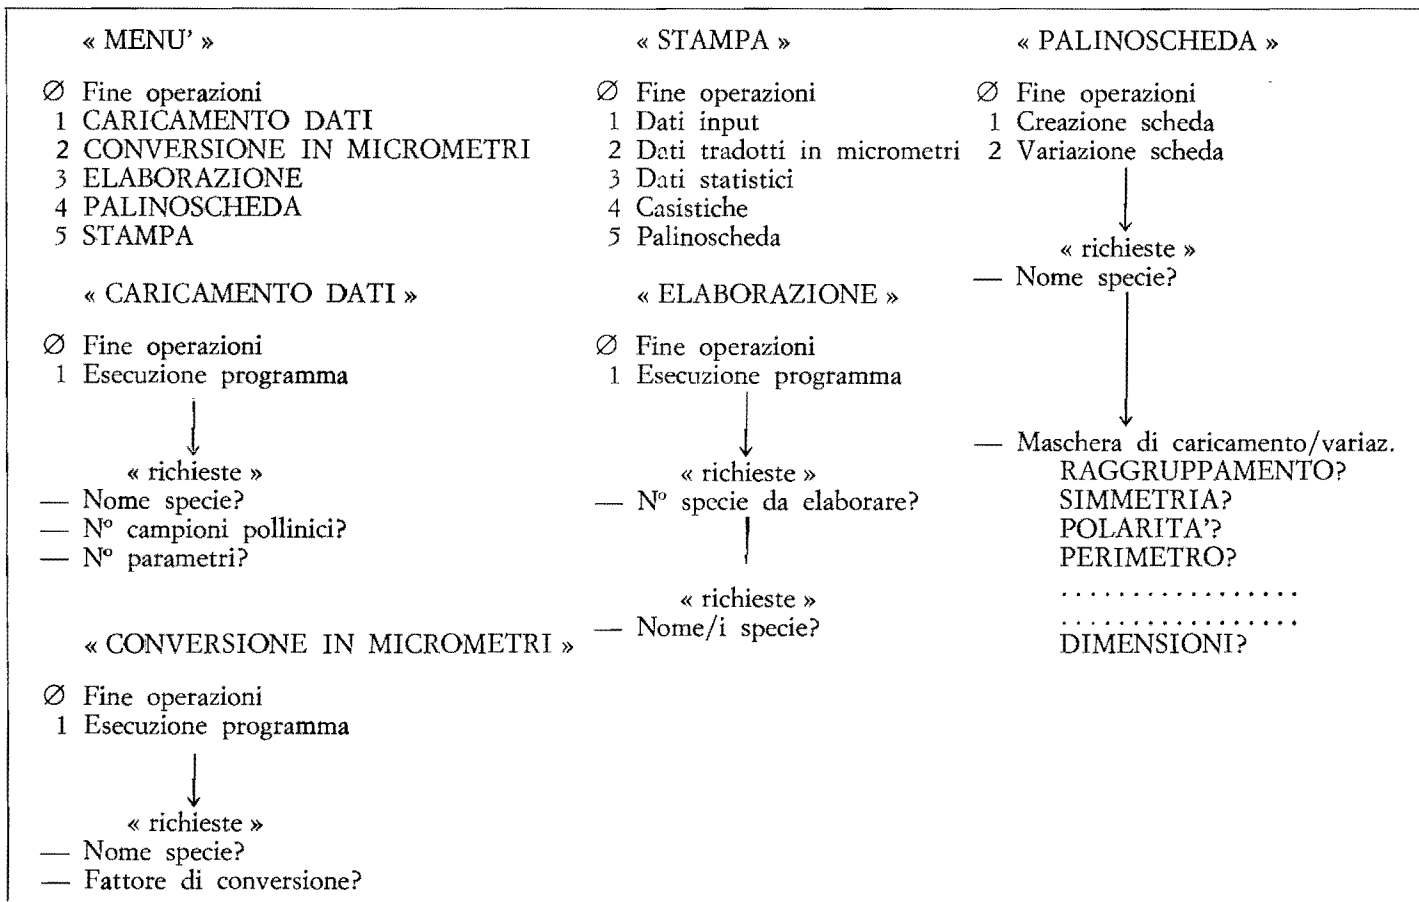 « MENU' »
Ø Fine operazioni
1 CARICAMENTO DATI
2 CONVERSIONE IN MICROMETRI
3 ELABORAZIONE
4 PALINOSCHEDA
5 STAMPA
« CARICAMENTO DATI »
Ø Fine operazioni
1 Esecuzione programma
« richieste »
— Nome specie?
— Nº campioni pollinici?
— Nº parametri?
« CONVERSIONE IN MICROMETRI »
Ø Fine operazioni
1 Esecuzione programma
« richieste »
— Nome specie?
— Fattore di conversione?
« STAMPA »
Ø Fine operazioni
1 Dati input
2 Dati tradotti in micrometri
3 Dati statistici
4 Casistiche
5 Palinoscheda
« ELABORAZIONE »
Ø Fine operazioni
1 Esecuzione programma
« richieste »
— Nº specie da elaborare?
« richieste »
— Nome/i specie?
« PALINOSCHEDA »
Ø Fine operazioni
1 Creazione scheda
2 Variazione scheda
« richieste »
— Nome specie?
— Maschera di caricamento/variaz.
RAGGRUPPAMENTO?
SIMMETRIA?
POLARITA'?
PERIMETRO?
. . . . . . . . . . . . . . . . .
. . . . . . . . . . . . . . . . .
DIMENSIONI?